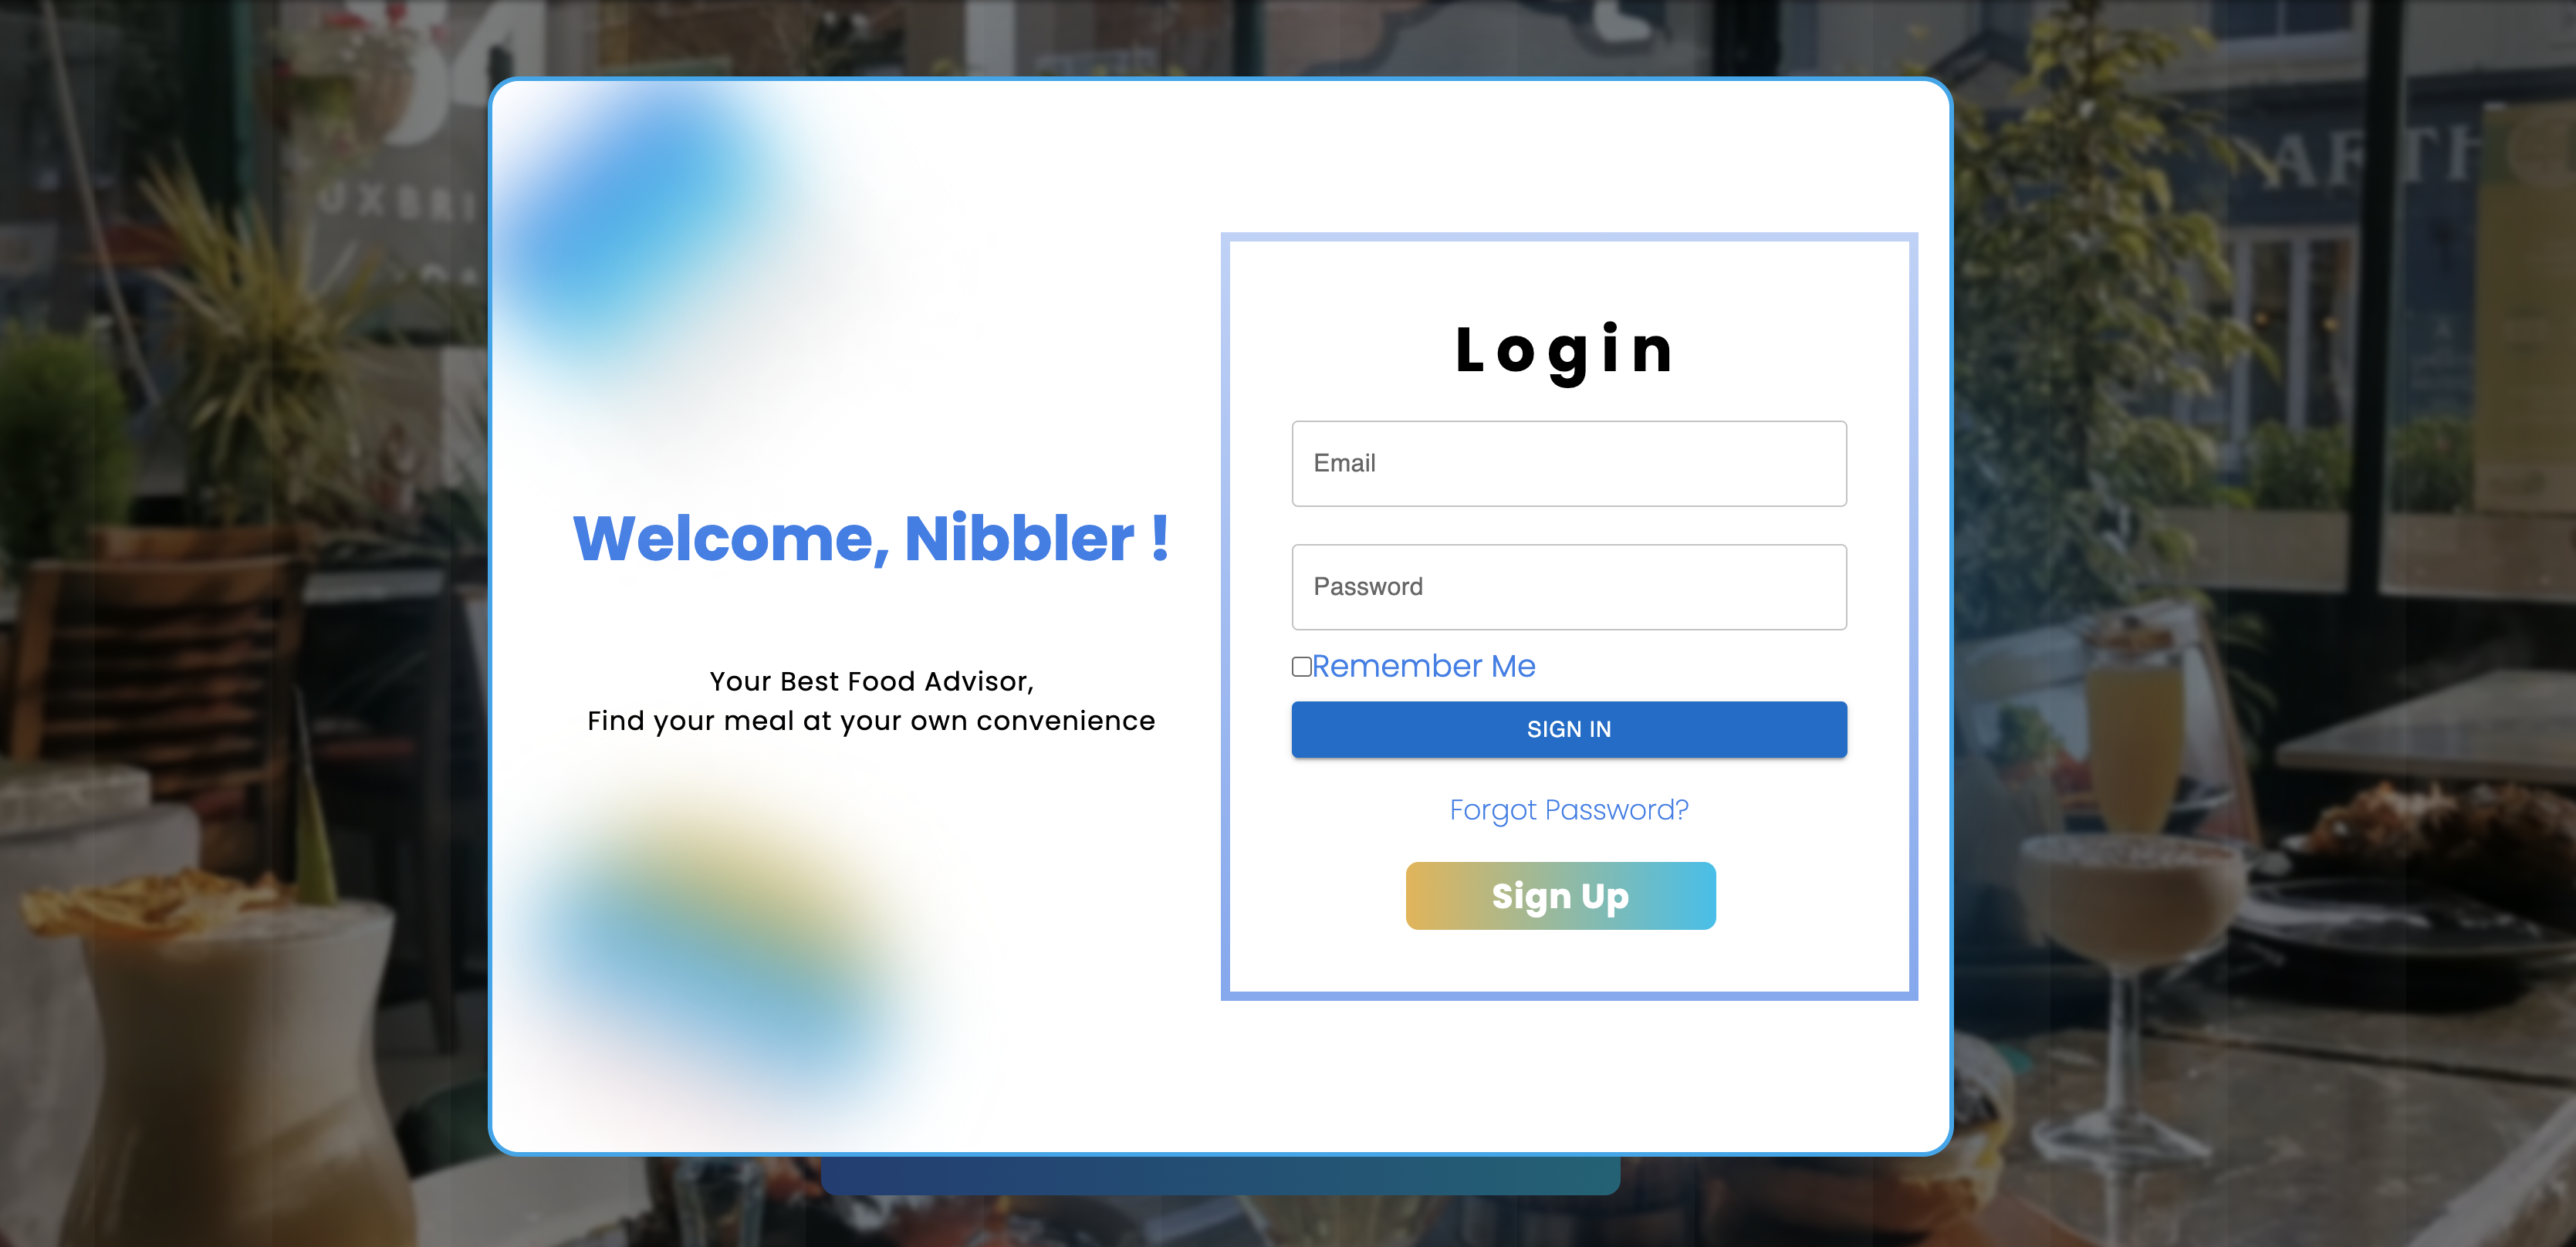 Welcome, Nibbler !
Your Best Food Advisor,
Find your meal at your own convenience
Login
Email
Password
Remember Me
SIGN IN
Forgot Password?
Sign Up